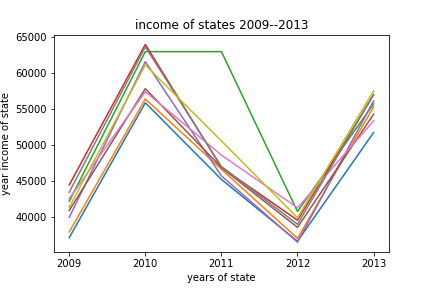 income of states 2009--2013
65000
60000
55000
50000
45000
40000
year income of state
2009 2010 2011 2012 2013
years of state